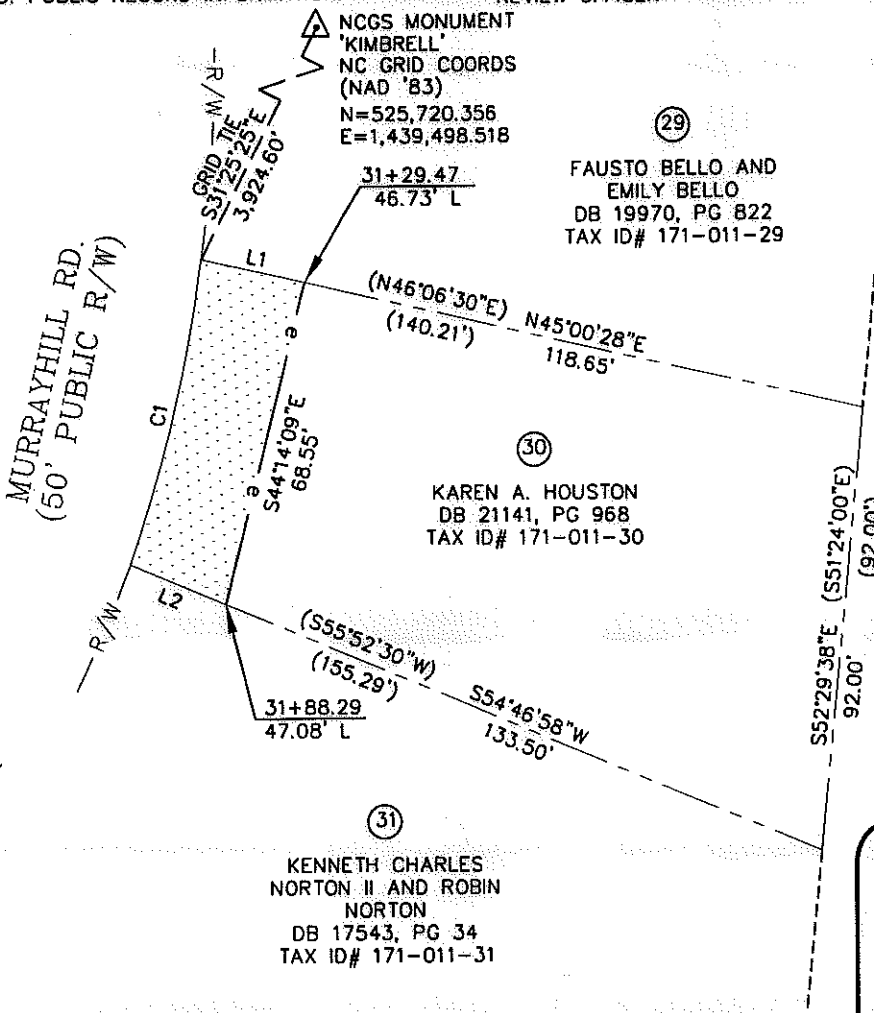 NCGS MONUMENT
'KIMBRELL'
NC GRID COORDS
(NAD '83)
N=525,720.356
E=1,439,498.518
-R/W-
GRID TIE
S31°25'25"E
3,924.60'
31+29.47
46.73' L
29
FAUSTO BELLO AND
EMILY BELLO
DB 19970, PG 822
TAX ID# 171-011-29
L1
(N46°06'30"E)
(140.21')
N45°00'28"E
118.65'
MURRAYHILL RD.
(50' PUBLIC R/W)
C1
e
S44°14'09"E
68.55'
e
30
KAREN A. HOUSTON
DB 21141, PG 968
TAX ID# 171-011-30
(S51°24'00"E)
(92.00')
S52°29'38"E
92.00'
L2
R/W
(S55°52'30"W)
(155.29')
S54°46'58"W
133.50'
31+88.29
47.08' L
31
KENNETH CHARLES
NORTON II AND ROBIN
NORTON
DB 17543, PG 34
TAX ID# 171-011-31